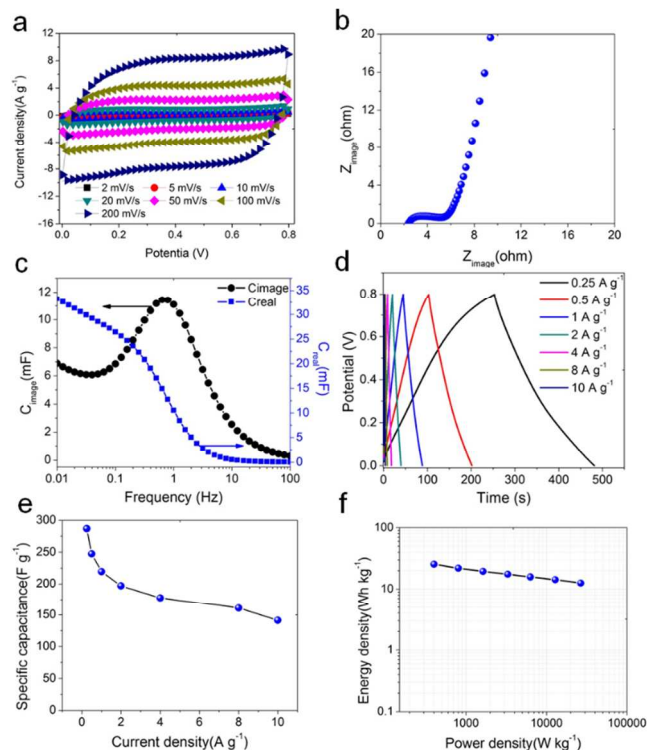 a
Current density(A g⁻¹)
12
8
4
0
-4
-8
-12
-16
2 mV/s 5 mV/s 10 mV/s
20 mV/s 50 mV/s 100 mV/s
200 mV/s
0.0 0.2 0.4 0.6 0.8
Potentia (V)
b
Z_image
(ohm)
20
16
12
8
4
0
4 8 12 16 20
Z_image(ohm)
c
C_image(mF)
12
10
8
6
4
2
0
Cimage
Creal
35
30
25
20
15
10
5
0
C_real(mF)
0.01 0.1 1 10 100
Frequency (Hz)
d
Potential (V)
0.8
0.6
0.4
0.2
0.0
0.25 A g⁻¹
0.5 A g⁻¹
1 A g⁻¹
2 A g⁻¹
4 A g⁻¹
8 A g⁻¹
10 A g⁻¹
0 100 200 300 400 500
Time (s)
e
Specific capacitance(F g⁻¹)
300
250
200
150
100
50
0
0 2 4 6 8 10
Current density(A g⁻¹)
f
Energy density(Wh kg⁻¹)
100
10
1
0.1
1000 10000 100000
Power density(W kg⁻¹)